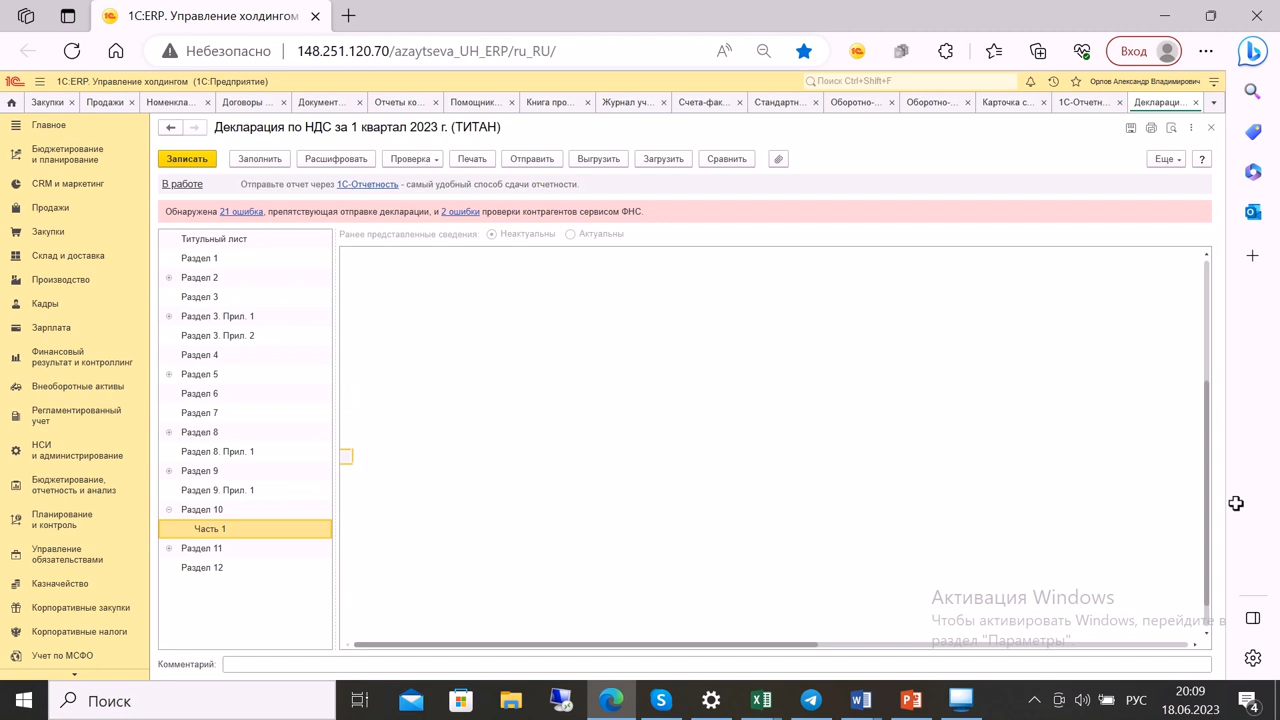 1С:ERP. Управление холдингом
Небезопасно 148.251.120.70/azaytseva_UH_ERP/ru_RU/ Вход
1С:ERP. Управление холдингом (1С:Предприятие) Поиск Ctrl+Shift+F Орлов Александр Владимирович
Закупки Продажи Номенкла... Договоры ... Документ... Отчеты ко... Помощник... Книга про... Журнал уч... Счета-фак... Стандартн... Оборотно-... Оборотно-... Карточка с... 1С-Отчетн... Декларац...
Декларация по НДС за 1 квартал 2023 г. (ТИТАН)
Записать Заполнить Расшифровать Проверка Печать Отправить Выгрузить Загрузить Сравнить Еще ?
В работе Отправьте отчет через 1С-Отчетность - самый удобный способ сдачи отчетности.
Обнаружена 21 ошибка, препятствующая отправке декларации, и 2 ошибки проверки контрагентов сервисом ФНС.
Ранее представленные сведения: Неактуальны Актуальны
Главное
Бюджетирование
и планирование
CRM и маркетинг
Продажи
Закупки
Склад и доставка
Производство
Кадры
Зарплата
Финансовый
результат и контроллинг
Внеоборотные активы
Регламентированный
учет
НСИ
и администрирование
Бюджетирование,
отчетность и анализ
Планирование
и контроль
Управление
обязательствами
Казначейство
Корпоративные закупки
Корпоративные налоги
Учет по МСФО
Титульный лист
Раздел 1
Раздел 2
Раздел 3
Раздел 3. Прил. 1
Раздел 3. Прил. 2
Раздел 4
Раздел 5
Раздел 6
Раздел 7
Раздел 8
Раздел 8. Прил. 1
Раздел 9
Раздел 9. Прил. 1
Раздел 10
Часть 1
Раздел 11
Раздел 12
Активация Windows
Чтобы активировать Windows, перейдите в
раздел "Параметры".
Комментарий:
Поиск
РУС
20:09
18.06.2023
4